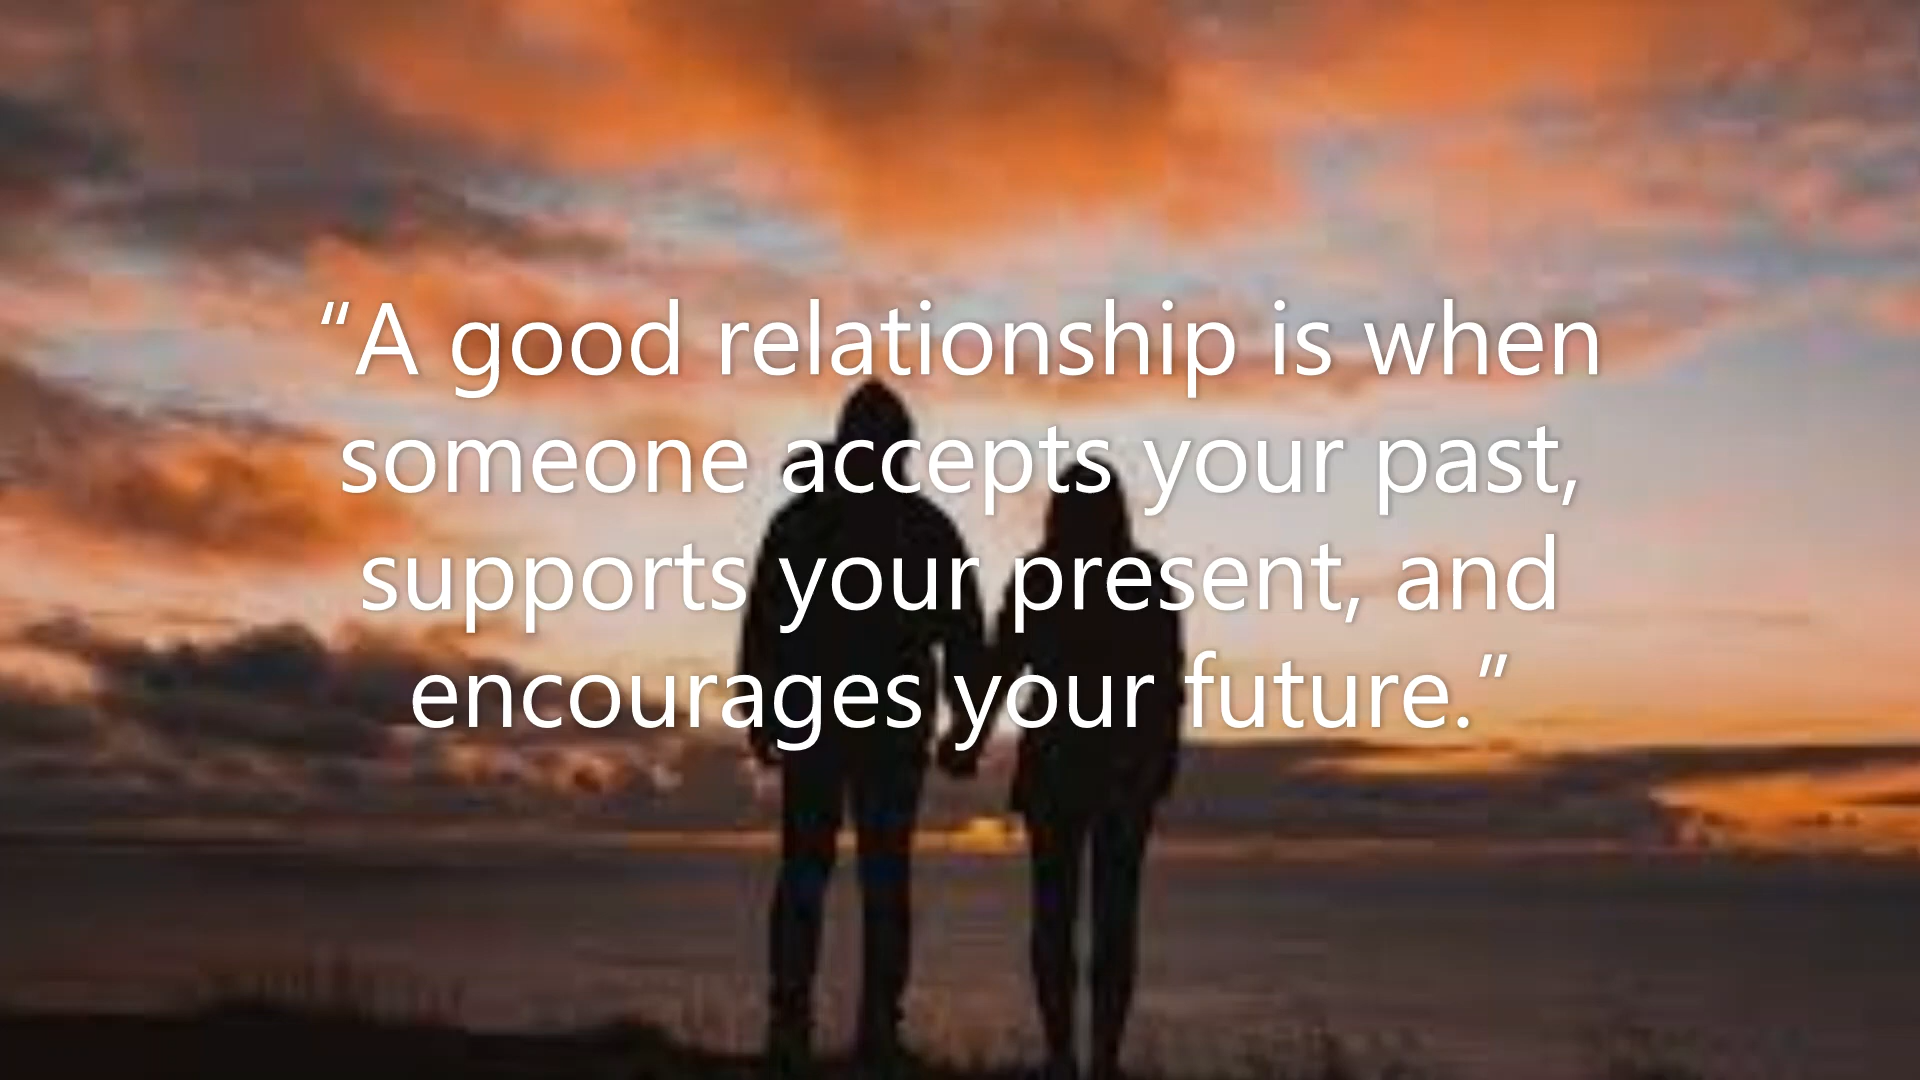 “A good relationship is when
someone accepts your past,
supports your present, and
encourages your future.”